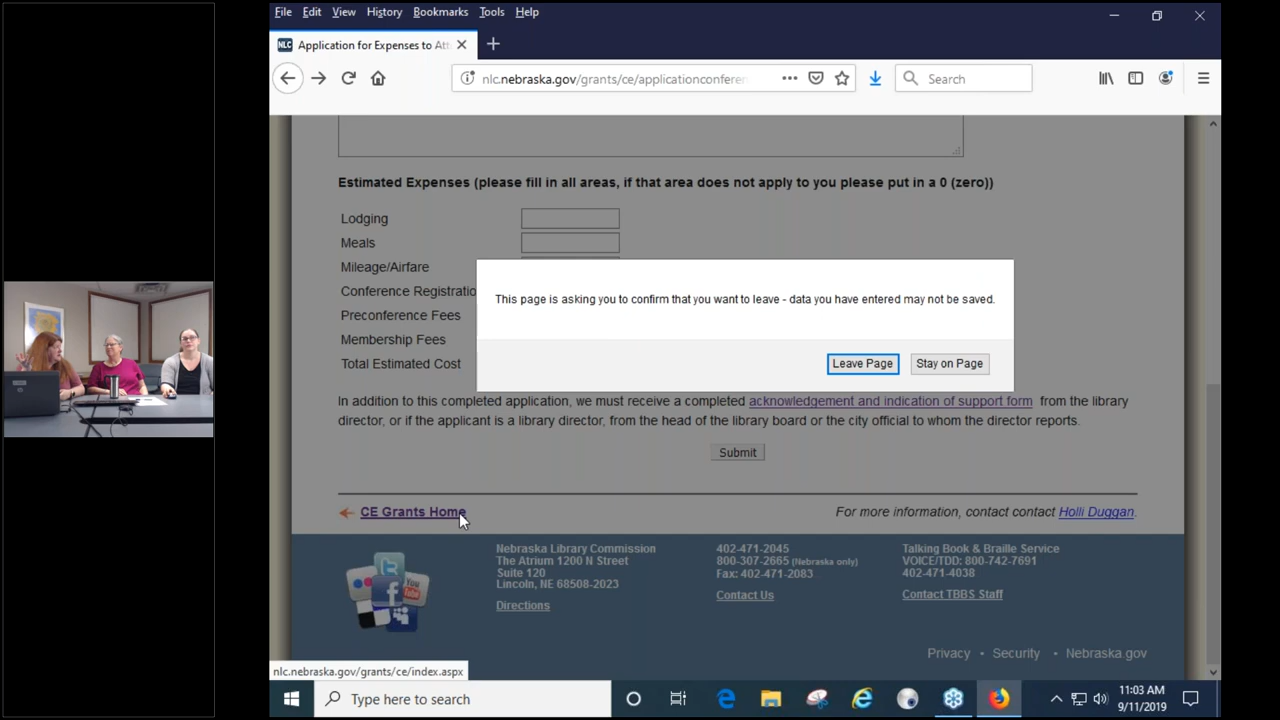 File Edit View History Bookmarks Tools Help
NLC Application for Expenses to Att
nlc.nebraska.gov/grants/ce/applicationconferen
Search
Estimated Expenses (please fill in all areas, if that area does not apply to you please put in a 0 (zero))
Lodging
Meals
Mileage/Airfare
Conference Registratio
Preconference Fees
Membership Fees
Total Estimated Cost
This page is asking you to confirm that you want to leave - data you have entered may not be saved.
Leave Page Stay on Page
In addition to this completed application, we must receive a completed acknowledgement and indication of support form from the library
director, or if the applicant is a library director, from the head of the library board or the city official to whom the director reports.
Submit
CE Grants Home
For more information, contact contact Holli Duggan.
Nebraska Library Commission
The Atrium 1200 N Street
Suite 120
Lincoln, NE 68508-2023
Directions
402-471-2045
800-307-2665 (Nebraska only)
Fax: 402-471-2083
Contact Us
Talking Book & Braille Service
VOICE/TDD: 800-742-7691
402-471-4038
Contact TBBS Staff
You
Tube
Privacy • Security • Nebraska.gov
nlc.nebraska.gov/grants/ce/index.aspx
Type here to search
11:03 AM
9/11/2019